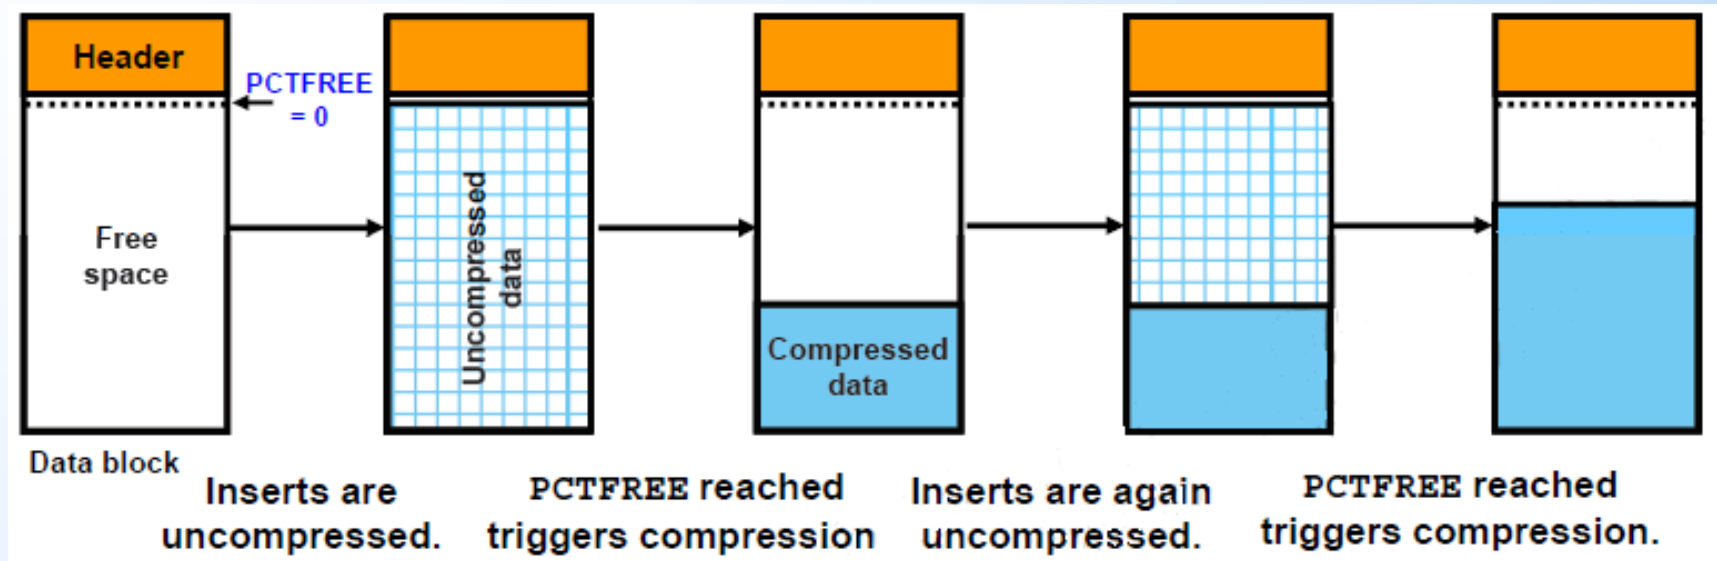 Header
PCTFREE
= 0
Free
space
Uncompressed
data
Compressed
data
Data block
Inserts are
uncompressed.
PCTFREE reached
triggers compression
Inserts are again
uncompressed.
PCTFREE reached
triggers compression.